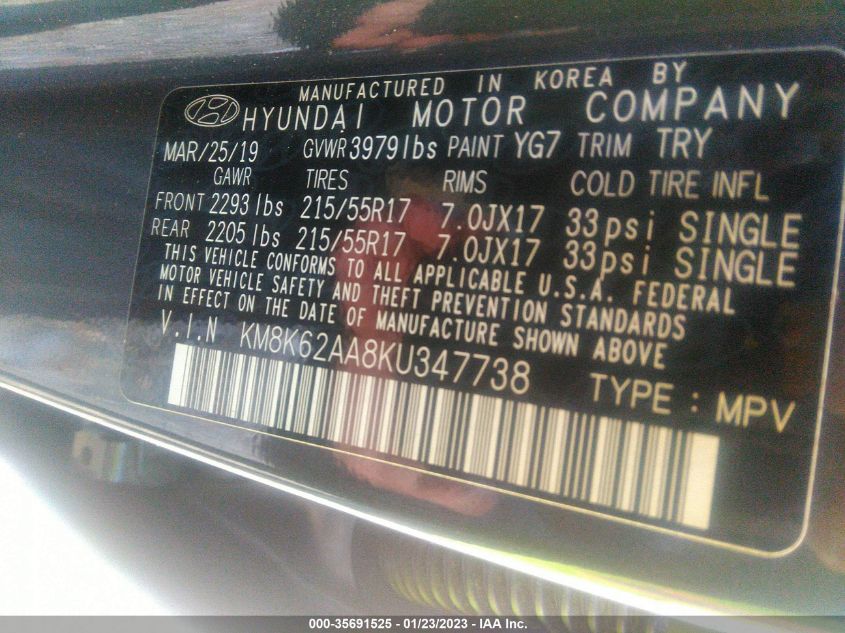 MANUFACTURED IN KOREA BY
HYUNDAI MOTOR COMPANY
MAR/25/19 GVWR 3979lbs PAINT YG7 TRIM TRY
GAWR TIRES RIMS COLD TIRE INFL
FRONT 2293 lbs 215/55R17 7.0JX17 33psi SINGLE
REAR 2205 lbs 215/55R17 7.0JX17 33psi SINGLE
THIS VEHICLE CONFORMS TO ALL APPLICABLE U.S.A. FEDERAL
MOTOR VEHICLE SAFETY AND THEFT PREVENTION STANDARDS
IN EFFECT ON THE DATE OF MANUFACTURE SHOWN ABOVE
V.I.N KM8K62AA8KU347738
TYPE : MPV
000-35691525 - 01/23/2023 - IAA Inc.